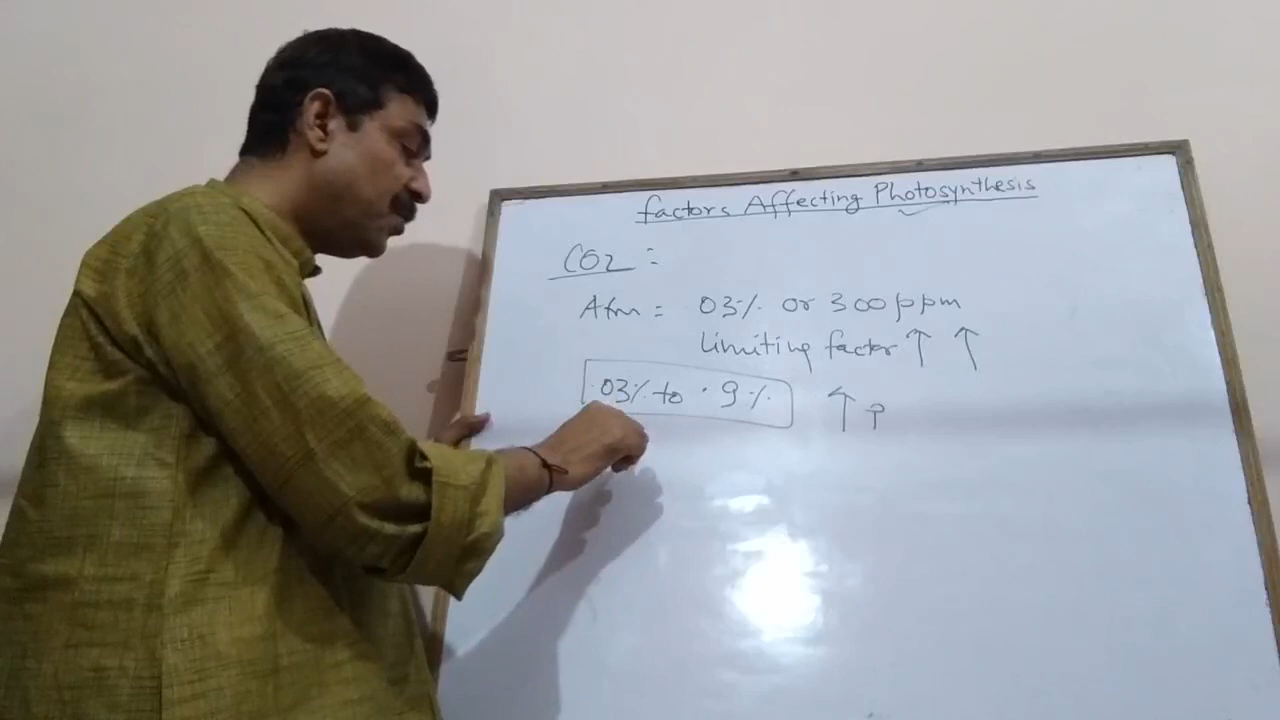 Factors Affecting Photosynthesis
CO2 :
Atm = 03% or 300 ppm
Limiting factor ↑ ↑
.03% to .9% ↑ P